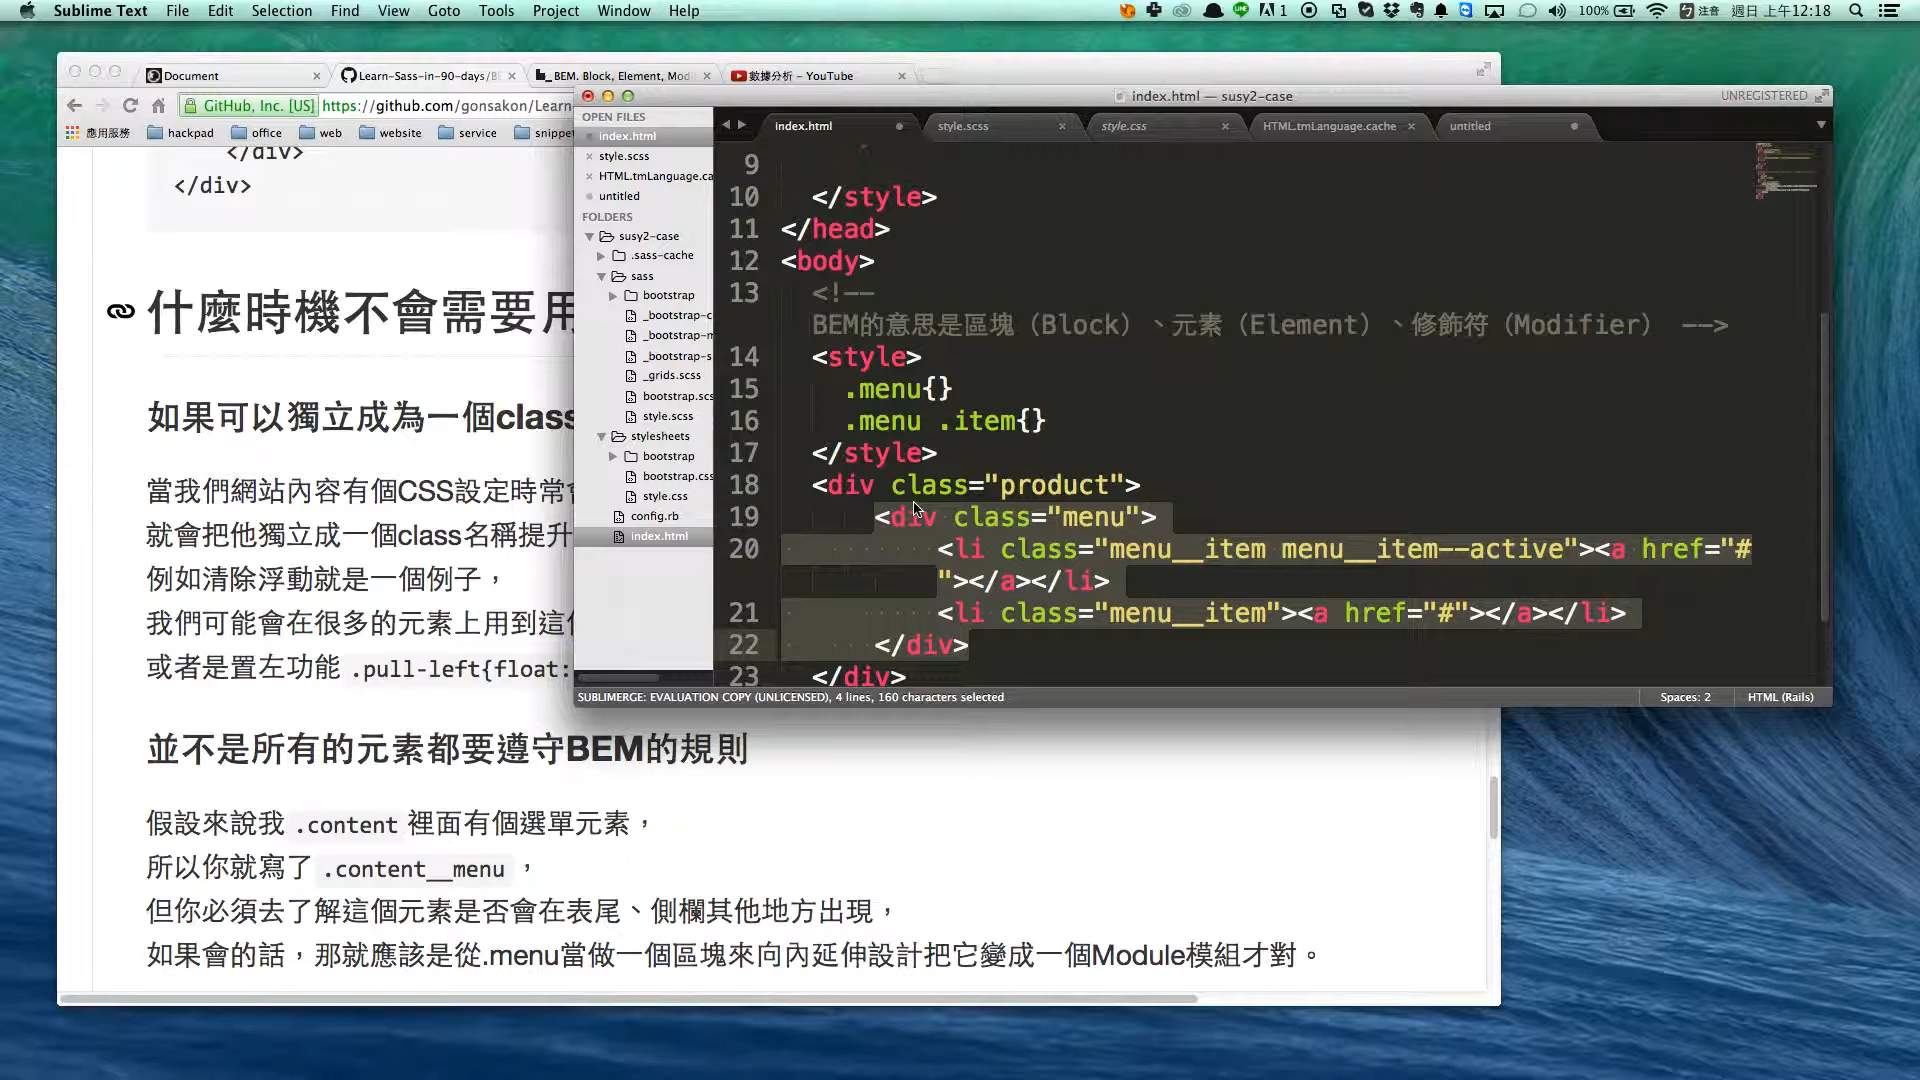 Sublime Text File Edit Selection Find View Goto Tools Project Window Help
1 100% 注音 週日 上午12:18
Document
Learn-Sass-in-90-days/BE
BEM. Block, Element, Mod
數據分析 - YouTube
GitHub, Inc. [US] https://github.com/gonsakon/Learn
應用服務 hackpad office web website service snippet
</div>
</div>
什麼時機不會需要用
如果可以獨立成為一個class
當我們網站內容有個CSS設定時常
就會把他獨立成一個class名稱提升
例如清除浮動就是一個例子，
我們可能會在很多的元素上用到這
或者是置左功能 .pull-left{float:
並不是所有的元素都要遵守BEM的規則
假設來說我 .content 裡面有個選單元素，
所以你就寫了 .content__menu ，
但你必須去了解這個元素是否會在表尾、側欄其他地方出現，
如果會的話，那就應該是從.menu當做一個區塊來向內延伸設計把它變成一個Module模組才對。
index.html — susy2-case
UNREGISTERED
OPEN FILES
index.html
style.scss
HTML.tmLanguage.ca
untitled
FOLDERS
susy2-case
.sass-cache
sass
bootstrap
_bootstrap-c
_bootstrap-m
_bootstrap-s
_grids.scss
bootstrap.scs
style.scss
stylesheets
bootstrap
bootstrap.css
style.css
config.rb
index.html
index.html style.scss style.css HTML.tmLanguage.cache untitled
9
10 </style>
11 </head>
12 <body>
13 <!--
BEM的意思是區塊（Block）、元素（Element）、修飾符（Modifier） -->
14 <style>
15 .menu{}
16 .menu .item{}
17 </style>
18 <div class="product">
19 <div class="menu">
20 <li class="menu__item menu__item--active"><a href="#
"></a></li>
21 <li class="menu__item"><a href="#"></a></li>
22 </div>
23 </div>
SUBLIMERGE: EVALUATION COPY (UNLICENSED), 4 lines, 160 characters selected
Spaces: 2 HTML (Rails)